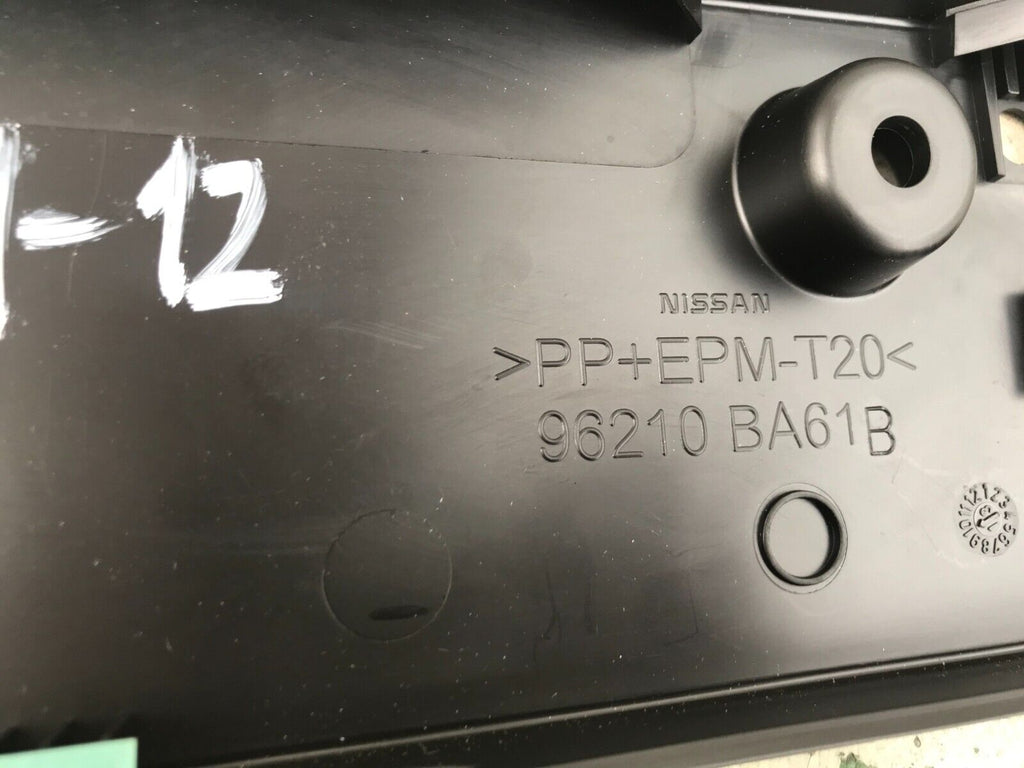 -12
NISSAN
>PP+EPM-T20<
96210 BA61B